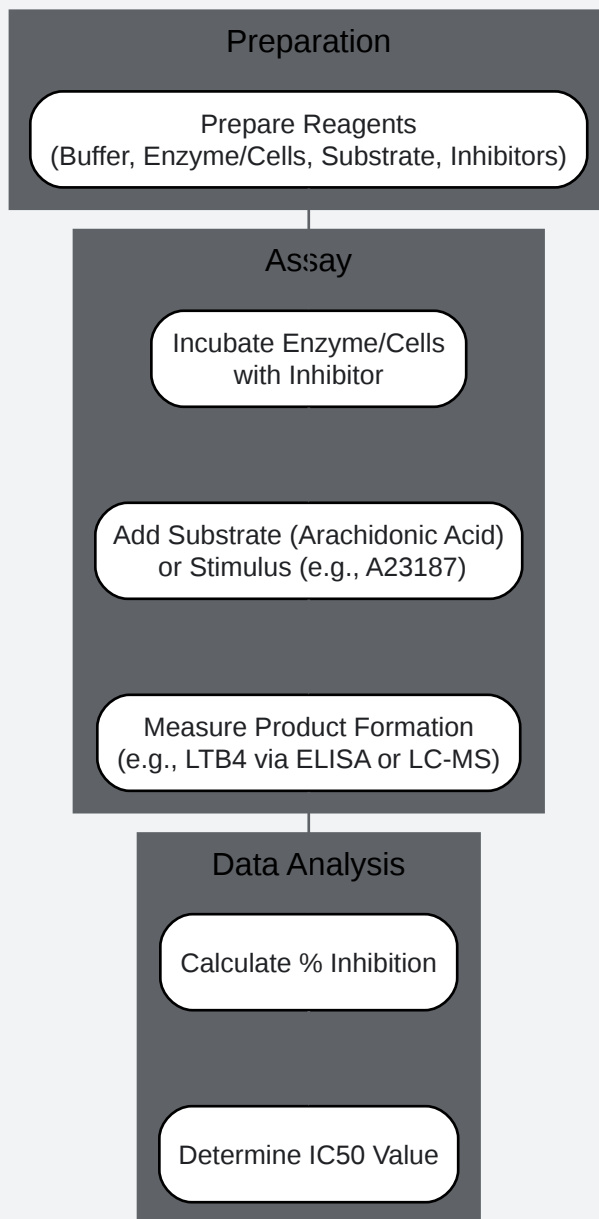 Preparation
Prepare Reagents
(Buffer, Enzyme/Cells, Substrate, Inhibitors)
Assay
Incubate Enzyme/Cells
with Inhibitor
Add Substrate (Arachidonic Acid)
or Stimulus (e.g., A23187)
Measure Product Formation
(e.g., LTB4 via ELISA or LC-MS)
Data Analysis
Calculate % Inhibition
Determine IC50 Value